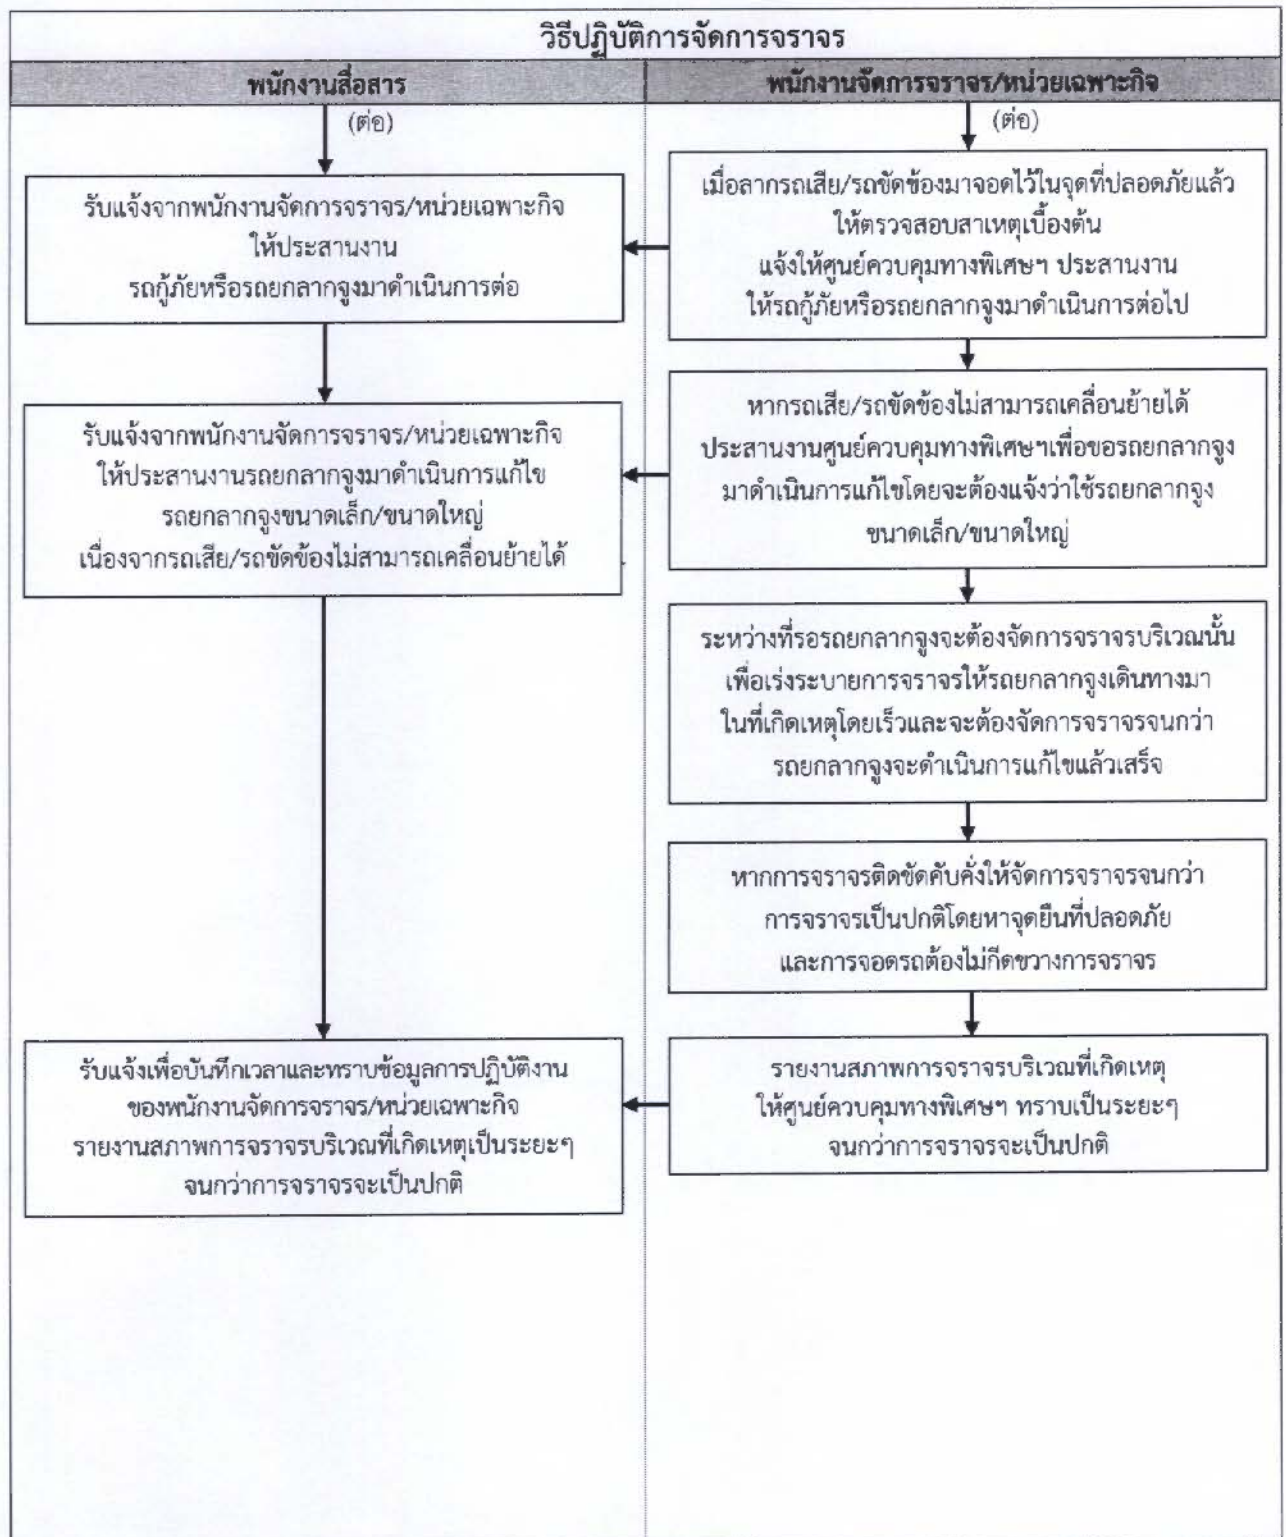 วิธีปฏิบัติการจัดการจราจร
พนักงานสื่อสาร
พนักงานจัดการจราจร/หน่วยเฉพาะกิจ
(ต่อ)
(ต่อ)
เมื่อลากรถเสีย/รถขัดข้องมาจอดไว้ในจุดที่ปลอดภัยแล้ว
ให้ตรวจสอบสาเหตุเบื้องต้น
แจ้งให้ศูนย์ควบคุมทางพิเศษฯ ประสานงาน
ให้รถกู้ภัยหรือรถยกลากจูงมาดำเนินการต่อไป
รับแจ้งจากพนักงานจัดการจราจร/หน่วยเฉพาะกิจ
ให้ประสานงาน
รถกู้ภัยหรือรถยกลากจูงมาดำเนินการต่อ
หากรถเสีย/รถขัดข้องไม่สามารถเคลื่อนย้ายได้
ประสานงานศูนย์ควบคุมทางพิเศษฯเพื่อขอรถยกลากจูง
มาดำเนินการแก้ไขโดยจะต้องแจ้งว่าใช้รถยกลากจูง
ขนาดเล็ก/ขนาดใหญ่
รับแจ้งจากพนักงานจัดการจราจร/หน่วยเฉพาะกิจ
ให้ประสานงานรถยกลากจูงมาดำเนินการแก้ไข
รถยกลากจูงขนาดเล็ก/ขนาดใหญ่
เนื่องจากรถเสีย/รถขัดข้องไม่สามารถเคลื่อนย้ายได้
ระหว่างที่รอรถยกลากจูงจะต้องจัดการจราจรบริเวณนั้น
เพื่อเร่งระบายการจราจรให้รถยกลากจูงเดินทางมา
ในที่เกิดเหตุโดยเร็วและจะต้องจัดการจราจรจนกว่า
รถยกลากจูงจะดำเนินการแก้ไขแล้วเสร็จ
หากการจราจรติดขัดคับคั่งให้จัดการจราจรจนกว่า
การจราจรเป็นปกติโดยหาจุดยืนที่ปลอดภัย
และการจอดรถต้องไม่กีดขวางการจราจร
รายงานสภาพการจราจรบริเวณที่เกิดเหตุ
ให้ศูนย์ควบคุมทางพิเศษฯ ทราบเป็นระยะๆ
จนกว่าการจราจรจะเป็นปกติ
รับแจ้งเพื่อบันทึกเวลาและทราบข้อมูลการปฏิบัติงาน
ของพนักงานจัดการจราจร/หน่วยเฉพาะกิจ
รายงานสภาพการจราจรบริเวณที่เกิดเหตุเป็นระยะๆ
จนกว่าการจราจรจะเป็นปกติ